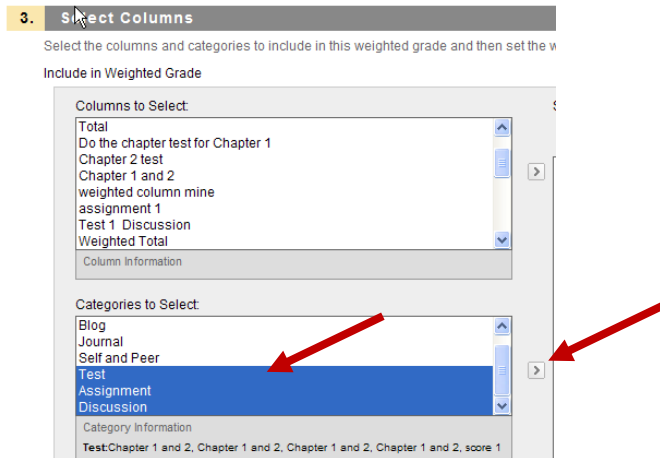 3. Select Columns
Select the columns and categories to include in this weighted grade and then set the
Include in Weighted Grade
Columns to Select:
Total
Do the chapter test for Chapter 1
Chapter 2 test
Chapter 1 and 2
weighted column mine
assignment 1
Test 1 Discussion
Weighted Total
Column Information
Categories to Select:
Blog
Journal
Self and Peer
Test
Assignment
Discussion
Category Information
Test:Chapter 1 and 2, Chapter 1 and 2, Chapter 1 and 2, Chapter 1 and 2, score 1